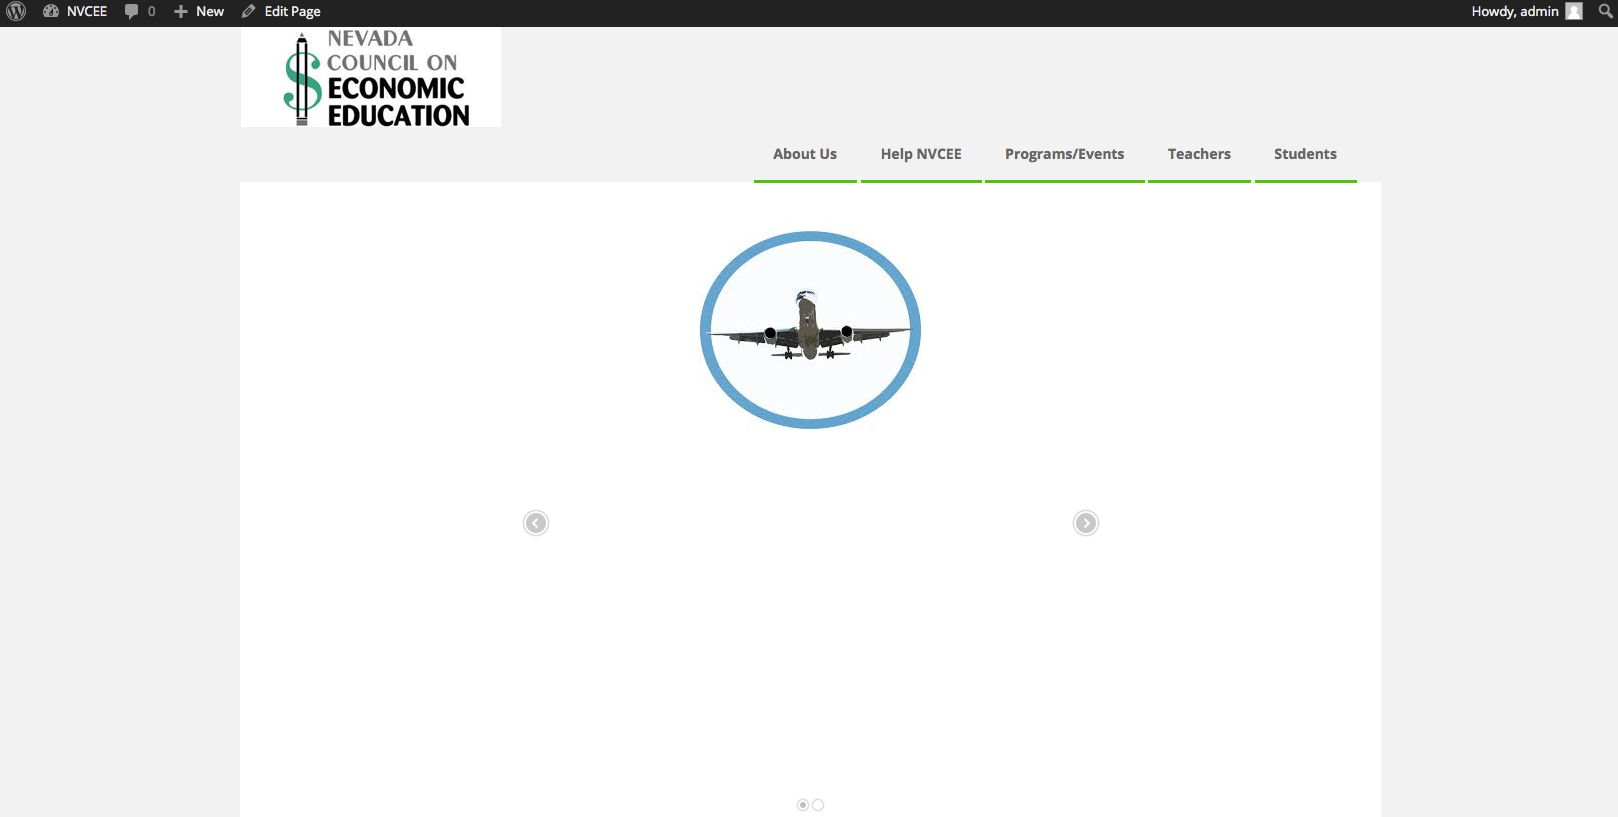 NVCEE 0 New Edit Page Howdy, admin
NEVADA
COUNCIL ON
ECONOMIC
EDUCATION
About Us Help NVCEE Programs/Events Teachers Students